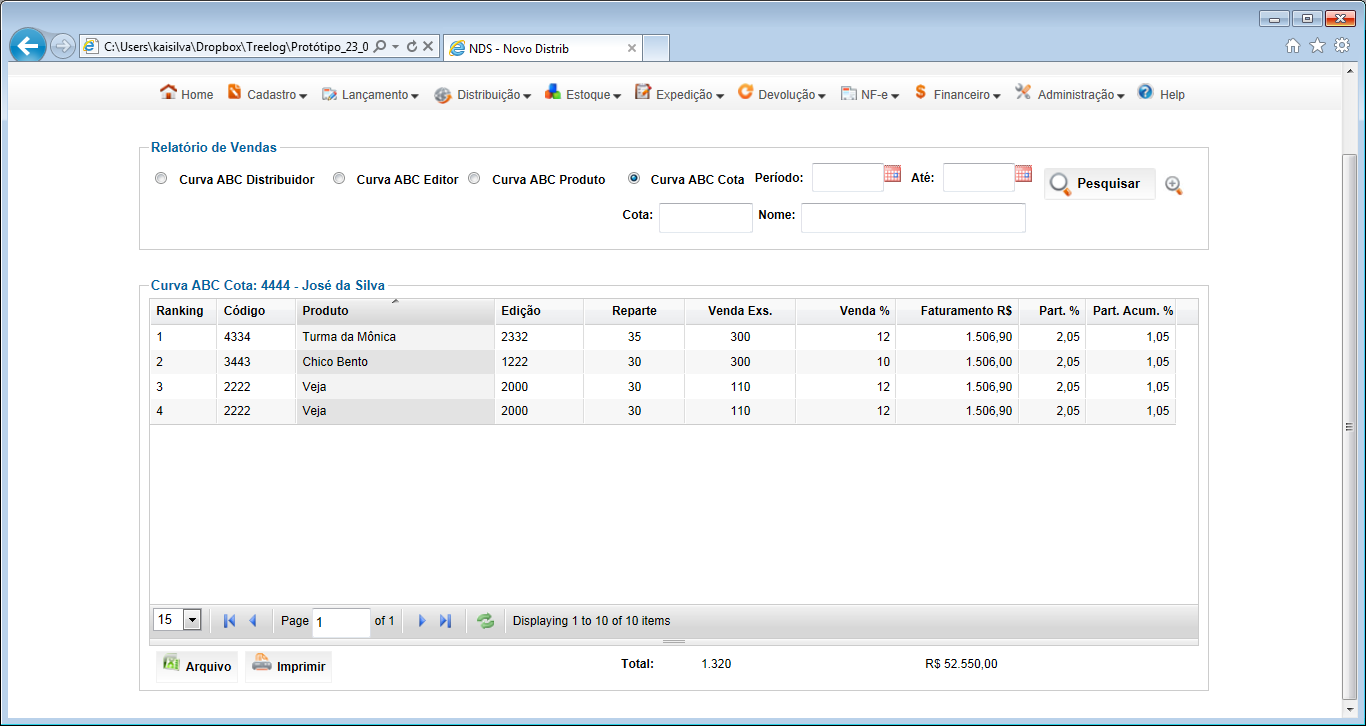 C:\Users\kaisilva\Dropbox\Treelog\Protótipo_23_0
NDS - Novo Distrib
Home Cadastro Lançamento Distribuição Estoque Expedição Devolução NF-e Financeiro Administração Help
Relatório de Vendas
Curva ABC Distribuidor Curva ABC Editor Curva ABC Produto Curva ABC Cota Período: Até: Pesquisar
Cota: Nome:
Curva ABC Cota: 4444 - José da Silva
Ranking Código Produto Edição Reparte Venda Exs. Venda % Faturamento R$ Part. % Part. Acum. %
1 4334 Turma da Mônica 2332 35 300 12 1.506,90 2,05 1,05
2 3443 Chico Bento 1222 30 300 10 1.506,00 2,05 1,05
3 2222 Veja 2000 30 110 12 1.506,90 2,05 1,05
4 2222 Veja 2000 30 110 12 1.506,90 2,05 1,05
15 Page 1 of 1 Displaying 1 to 10 of 10 items
Arquivo Imprimir Total: 1.320 R$ 52.550,00